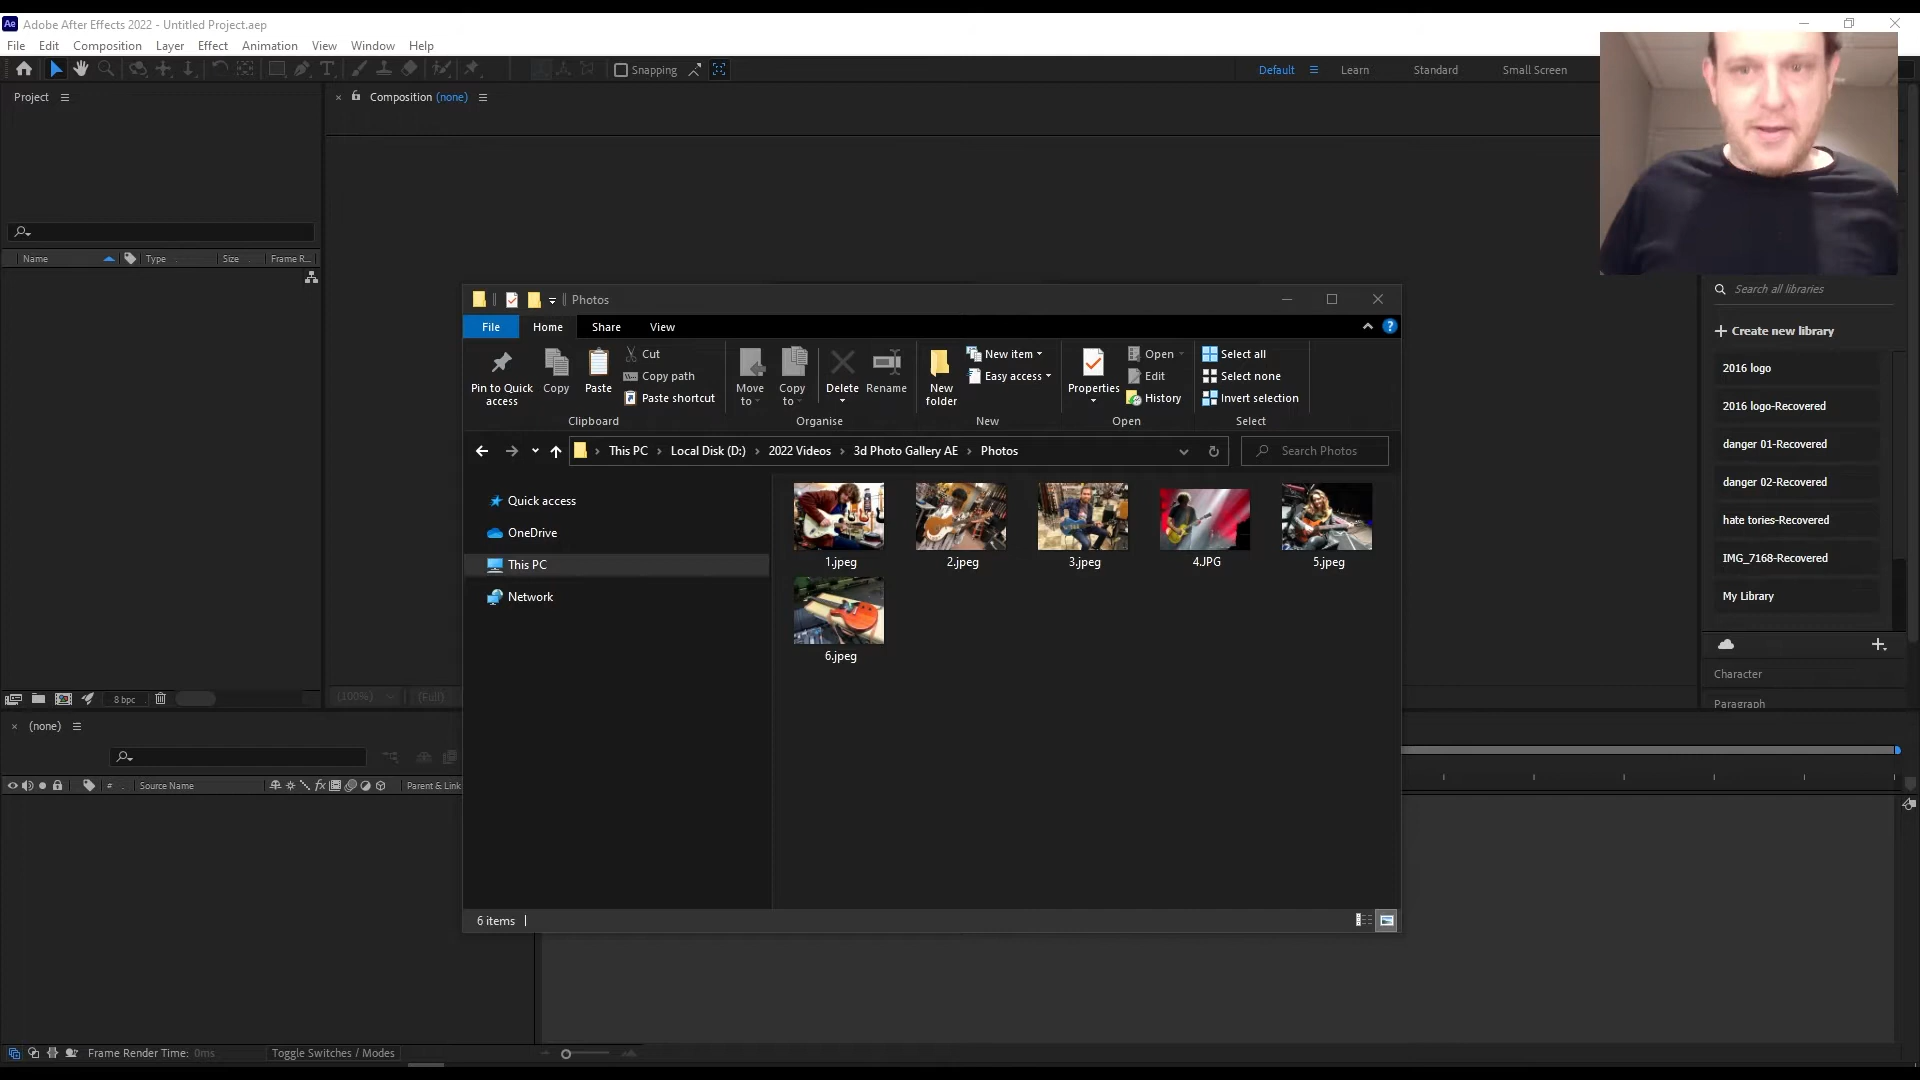 Ae Adobe After Effects 2022 - Untitled Project.aep
File Edit Composition Layer Effect Animation View Window Help
Snapping Default Learn Standard Small Screen
Project Composition (none)
Name Type Size Frame R...
8 bpc (100%) (Full)
Photos
File Home Share View
Pin to Quick access
Copy
Paste
Cut
Copy path
Paste shortcut
Clipboard
Move to
Copy to
Delete
Rename
Organise
New folder
New item
Easy access
New
Properties
Open
Edit
History
Open
Select all
Select none
Invert selection
Select
This PC > Local Disk (D:) > 2022 Videos > 3d Photo Gallery AE > Photos
Search Photos
Quick access
OneDrive
This PC
Network
1.jpeg 2.jpeg 3.jpeg 4.JPG 5.jpeg
6.jpeg
6 items
Search all libraries
Create new library
2016 logo
2016 logo-Recovered
danger 01-Recovered
danger 02-Recovered
hate tories-Recovered
IMG_7168-Recovered
My Library
Character
Paragraph
(none)
# Source Name fx Parent & Link
Frame Render Time: 0ms Toggle Switches / Modes